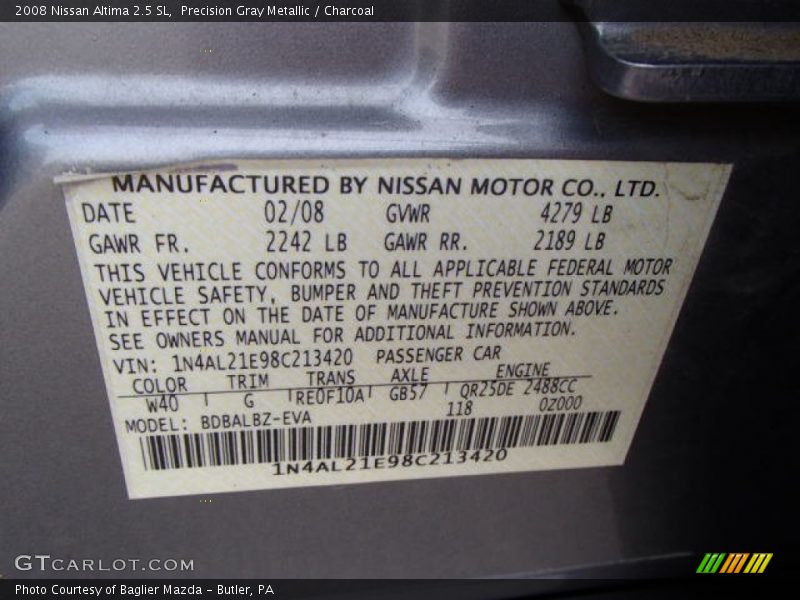 2008 Nissan Altima 2.5 SL, Precision Gray Metallic / Charcoal
MANUFACTURED BY NISSAN MOTOR CO., LTD.
DATE 02/08 GVWR 4279 LB
GAWR FR. 2242 LB GAWR RR. 2189 LB
THIS VEHICLE CONFORMS TO ALL APPLICABLE FEDERAL MOTOR
VEHICLE SAFETY, BUMPER AND THEFT PREVENTION STANDARDS
IN EFFECT ON THE DATE OF MANUFACTURE SHOWN ABOVE.
SEE OWNERS MANUAL FOR ADDITIONAL INFORMATION.
VIN: 1N4AL21E98C213420 PASSENGER CAR
COLOR TRIM TRANS AXLE ENGINE
W40 G RE0F10A GB57 QR25DE 2488CC
MODEL: BDBALBZ-EVA 118 0Z000
1N4AL21E98C213420
GTCARLOT.COM
Photo Courtesy of Baglier Mazda - Butler, PA